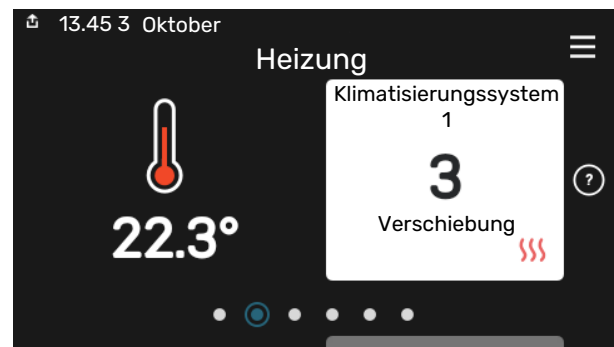 13.45 3 Oktober
Heizung
Klimatisierungssystem
1
3
Verschiebung
22.3°
?